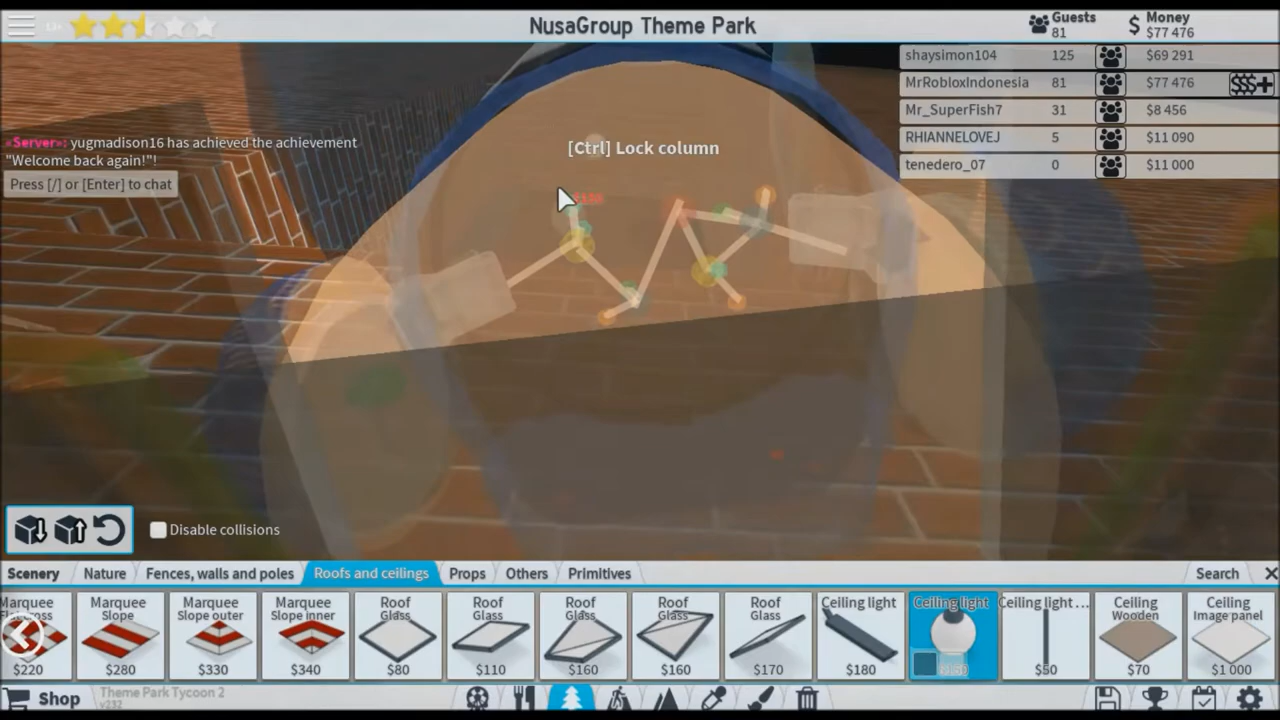 NusaGroup Theme Park
Guests
81
Money
$77 476
shaysimon104 125 $69 291
MrRobloxIndonesia 81 $77 476 $$$+
Mr_SuperFish7 31 $8 456
RHIANNELOVEJ 5 $11 090
tenedero_07 0 $11 000
«Server»: yugmadison16 has achieved the achievement
"Welcome back again!"!
Press [/] or [Enter] to chat
[Ctrl] Lock column
Disable collisions
Scenery Nature Fences, walls and poles Roofs and ceilings Props Others Primitives Search X
Marquee
$220
Marquee
Slope
$280
Marquee
Slope outer
$330
Marquee
Slope inner
$340
Roof
Glass
$80
Roof
Glass
$110
Roof
Glass
$160
Roof
Glass
$160
Roof
Glass
$170
Ceiling light
$180
Ceiling light
Ceiling light ...
$50
Ceiling
Wooden
$70
Ceiling
Image panel
$1 000
Shop
Theme Park Tycoon 2
v232